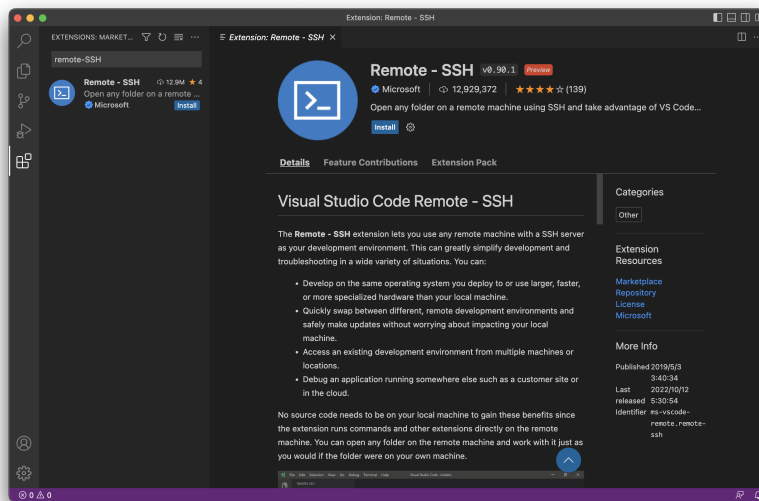 Extension: Remote - SSH
EXTENSIONS: MARKET...
remote-SSH
Remote - SSH 12.9M ★ 4
Open any folder on a remote ...
Microsoft
Install
Extension: Remote - SSH
Remote - SSH v0.90.1 Preview
Microsoft 12,929,372 ★★★★☆ (139)
Open any folder on a remote machine using SSH and take advantage of VS Code...
Install
Details Feature Contributions Extension Pack
Visual Studio Code Remote - SSH
The Remote - SSH extension lets you use any remote machine with a SSH server
as your development environment. This can greatly simplify development and
troubleshooting in a wide variety of situations. You can:
• Develop on the same operating system you deploy to or use larger, faster,
or more specialized hardware than your local machine.
• Quickly swap between different, remote development environments and
safely make updates without worrying about impacting your local
machine.
• Access an existing development environment from multiple machines or
locations.
• Debug an application running somewhere else such as a customer site or
in the cloud.
No source code needs to be on your local machine to gain these benefits since
the extension runs commands and other extensions directly on the remote
machine. You can open any folder on the remote machine and work with it just as
you would if the folder were on your own machine.
File Edit Selection View Go Debug Terminal Help
Categories
Other
Extension
Resources
Marketplace
Repository
License
Microsoft
More Info
Published 2019/5/3
3:40:34
Last 2022/10/12
released 5:30:54
Identifier ms-vscode-
remote.remote-
ssh
0 0